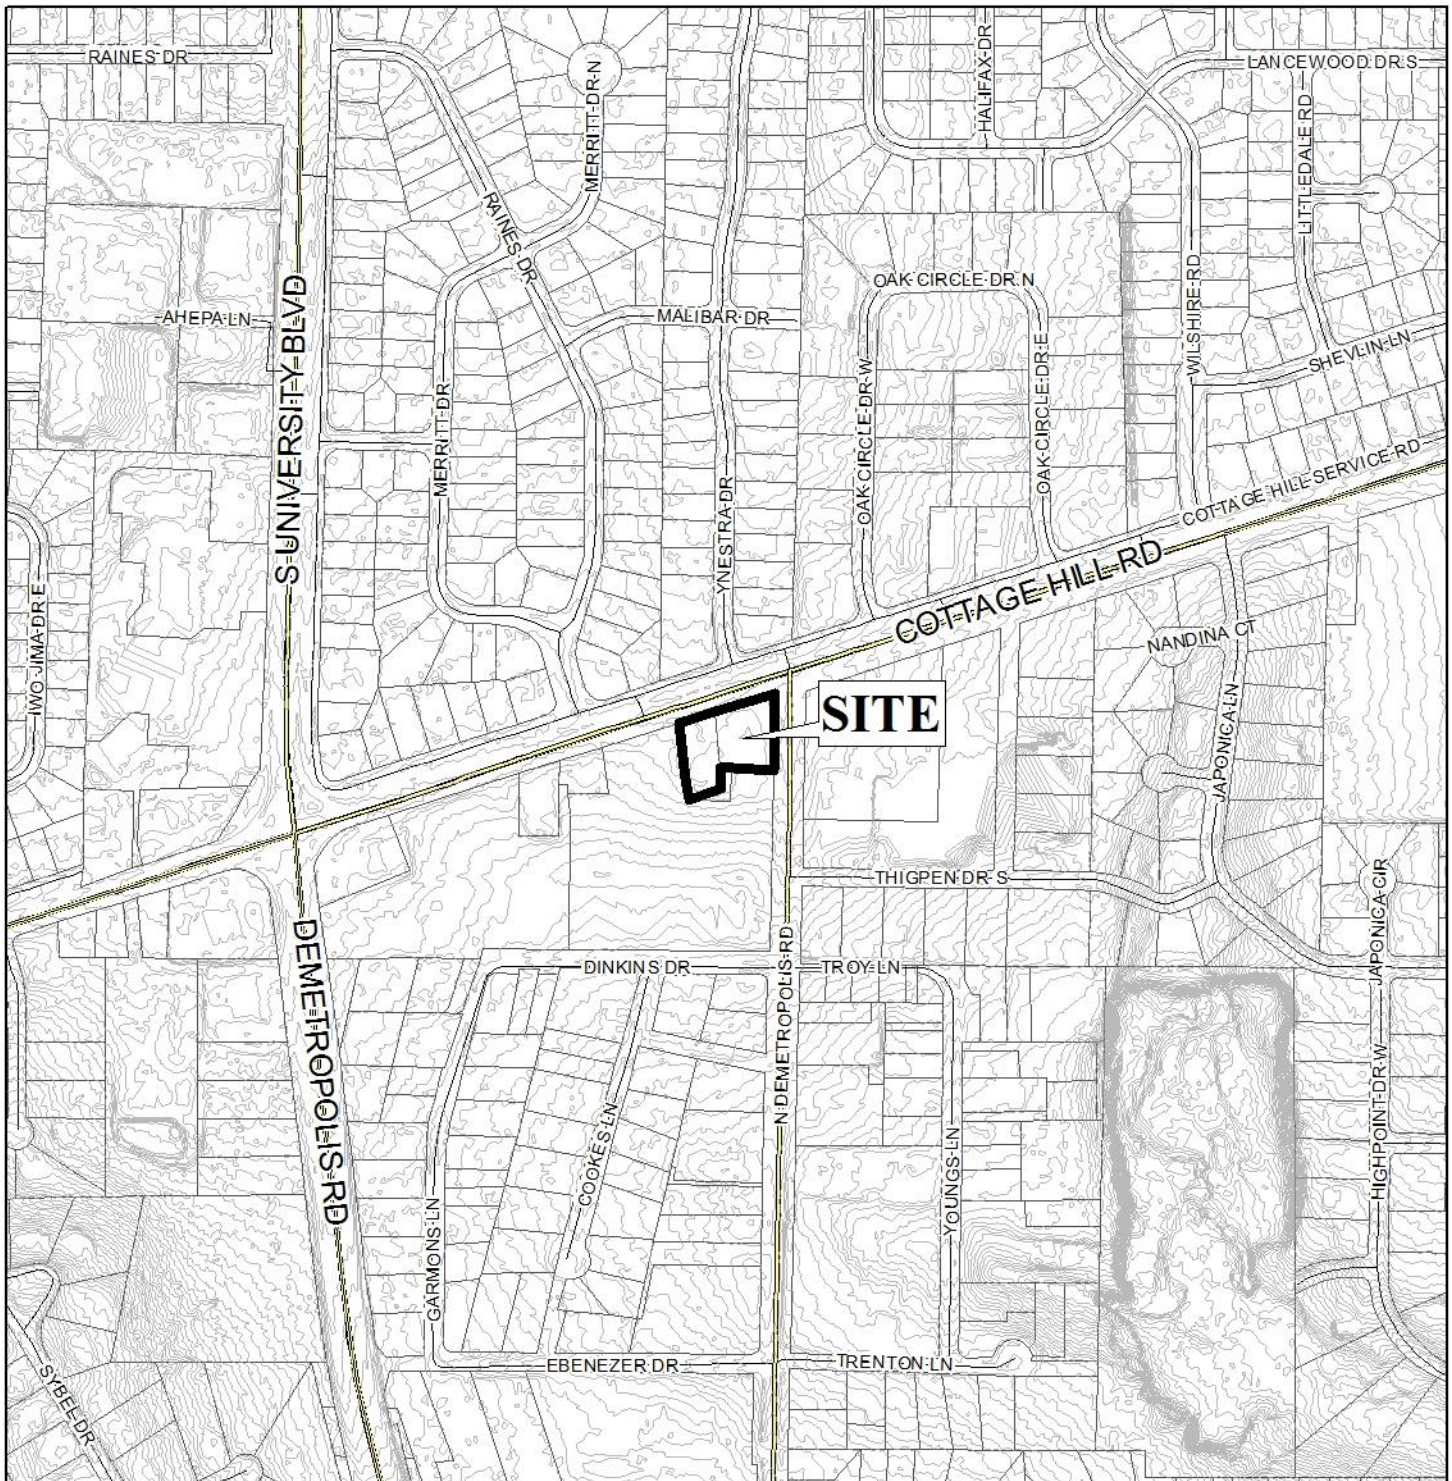 RAINES DR
MERRITT DR N
HALIFAX DR
LANCEWOOD DR S
LITTLEDALE RD
RAINES DR
S UNIVERSITY BLVD
AHEPA LN
MALIBAR DR
OAK CIRCLE DR N
WILSHIRE RD
SHEVLIN LN
MERRITT DR
OAK CIRCLE DR W
OAK CIRCLE DR E
YNESTRA DR
COTTAGE HILL SERVICE RD
COTTAGE HILL RD
IWO JIMA DR E
NANDINA CT
SITE
JAPONICA LN
THIGPEN DR S
JAPONICA CIR
DEMETROPOLIS RD
DINKINS DR
TROY LN
N DEMETROPOLIS RD
COOKES LN
YOUNGS LN
HIGHPOINT DR W
GARMONS LN
EBENEZER DR
TRENTON LN
SYBEL DR